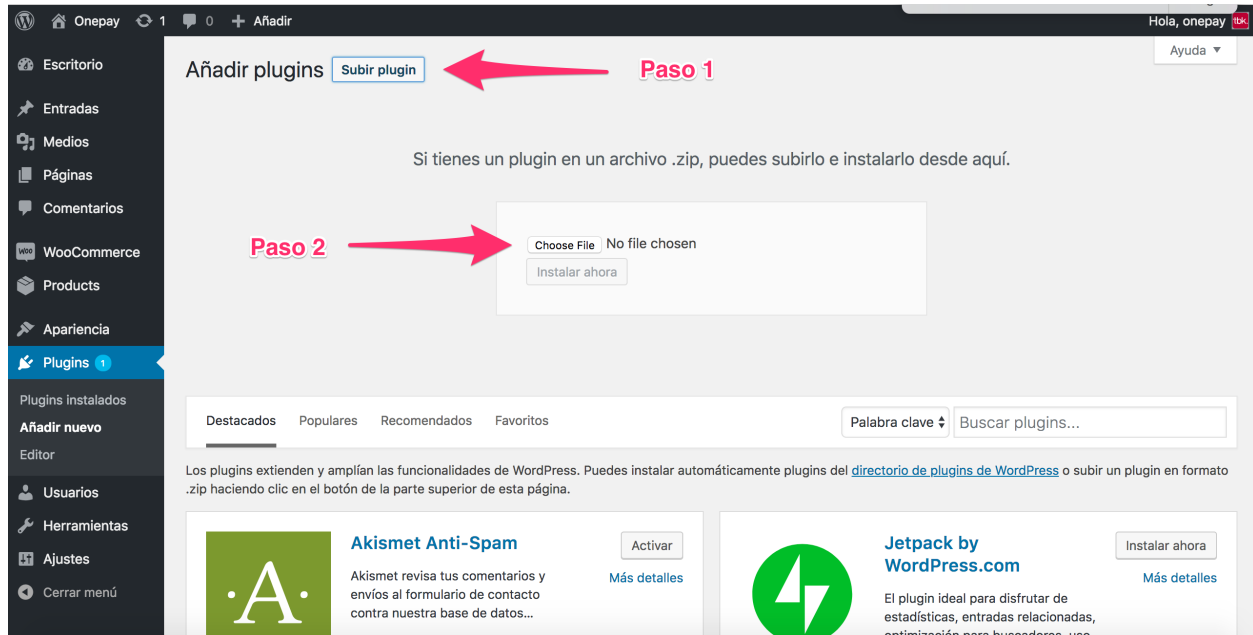 Onepay 1 0 + Añadir Hola, onepay tbk.
Ayuda
Escritorio
Entradas
Medios
Páginas
Comentarios
WOO WooCommerce
Products
Apariencia
Plugins 1
Plugins instalados
Añadir nuevo
Editor
Usuarios
Herramientas
Ajustes
Cerrar menú
Añadir plugins Subir plugin Paso 1
Si tienes un plugin en un archivo .zip, puedes subirlo e instalarlo desde aquí.
Paso 2 Choose File No file chosen
Instalar ahora
Destacados Populares Recomendados Favoritos Palabra clave Buscar plugins...
Los plugins extienden y amplían las funcionalidades de WordPress. Puedes instalar automáticamente plugins del directorio de plugins de WordPress o subir un plugin en formato
.zip haciendo clic en el botón de la parte superior de esta página.
·A·
Akismet Anti-Spam Activar
Más detalles
Akismet revisa tus comentarios y
envíos al formulario de contacto
contra nuestra base de datos...
Jetpack by
WordPress.com
Instalar ahora
Más detalles
El plugin ideal para disfrutar de
estadísticas, entradas relacionadas,
optimización para buscadores, uso